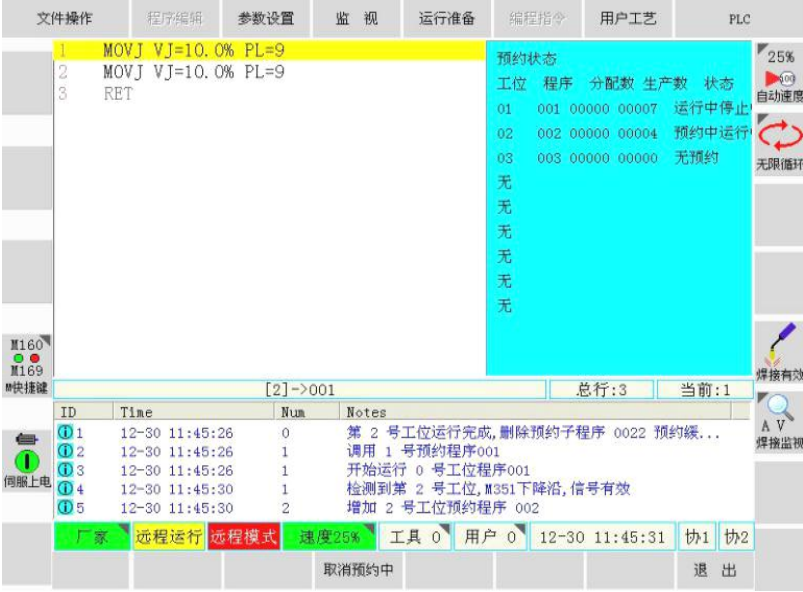 文件操作 程序编辑 参数设置 监 视 运行准备 编程指令 用户工艺 PLC
1 MOVJ VJ=10.0% PL=9
2 MOVJ VJ=10.0% PL=9
3 RET
预约状态
工位 程序 分配数 生产数 状态
01 001 00000 00007 运行中停止
02 002 00000 00004 预约中运行
03 003 00000 00000 无预约
无
无
无
无
无
无
25%
自动速度
无限循环
焊接有效
A V
焊接监视
M160
M169
M快捷键
伺服上电
[2]->001 总行:3 当前:1
ID Time Num Notes
1 12-30 11:45:26 0 第 2 号工位运行完成,删除预约子程序 0022 预约缓...
2 12-30 11:45:26 1 调用 1 号预约程序001
3 12-30 11:45:26 1 开始运行 0 号工位程序001
4 12-30 11:45:30 1 检测到第 2 号工位,M351下降沿,信号有效
5 12-30 11:45:30 2 增加 2 号工位预约程序 002
厂家 远程运行 远程模式 速度25% 工具 0 用户 0 12-30 11:45:31 协1 协2
取消预约中 退 出